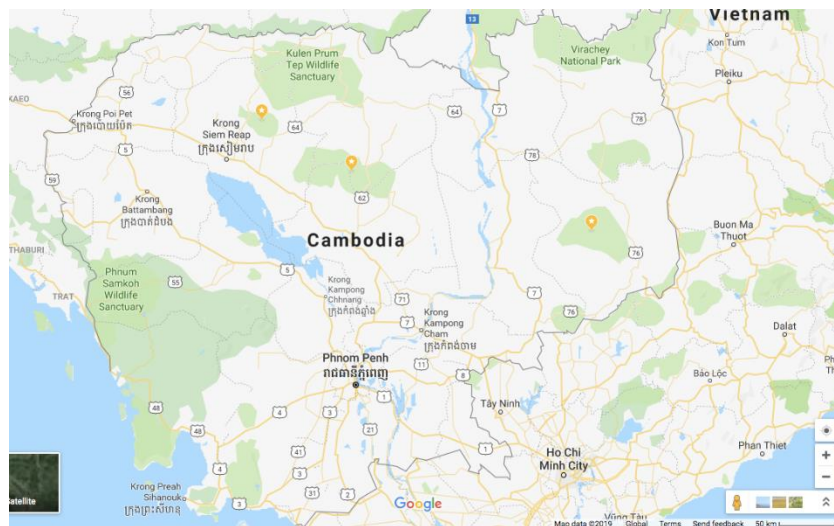 Vietnam
13
Kon Tum
Kulen Prum
Tep Wildlife
Sanctuary
Virachey
National Park
Pleiku
56
XAEO
Krong Poi Pet
ក្រុងប៉ោយប៉ែត
64
7
64
78
Krong
Siem Reap
ក្រុងសៀមរាប
5
78
59
62
Krong
Battambang
ក្រុងបាត់ដំបង
Buon Ma
Thuot
Cambodia
76
THABURI
Phnum
Samkoh
Wildlife
Sanctuary
TRAT
55
5
Krong
Kampong
Chhnang
ក្រុងកំពង់ឆ្នាំង
71
7
76
7
Krong
Kampong
Cham
ក្រុងកំពង់ចាម
Dalat
Phnom Penh
រាជធានីភ្នំពេញ
11
8
Bảo Lộc
1
48
48
4
3
Tây Ninh
21
41
1
Ho Chi
Minh City
Phan Thiet
4
3
31
2
Krong Preah
Sihanouk
ក្រុងព្រះសីហនុ
Satellite
Google
Vũng Tàu
Map data ©2019 Global Terms Send feedback 50 km